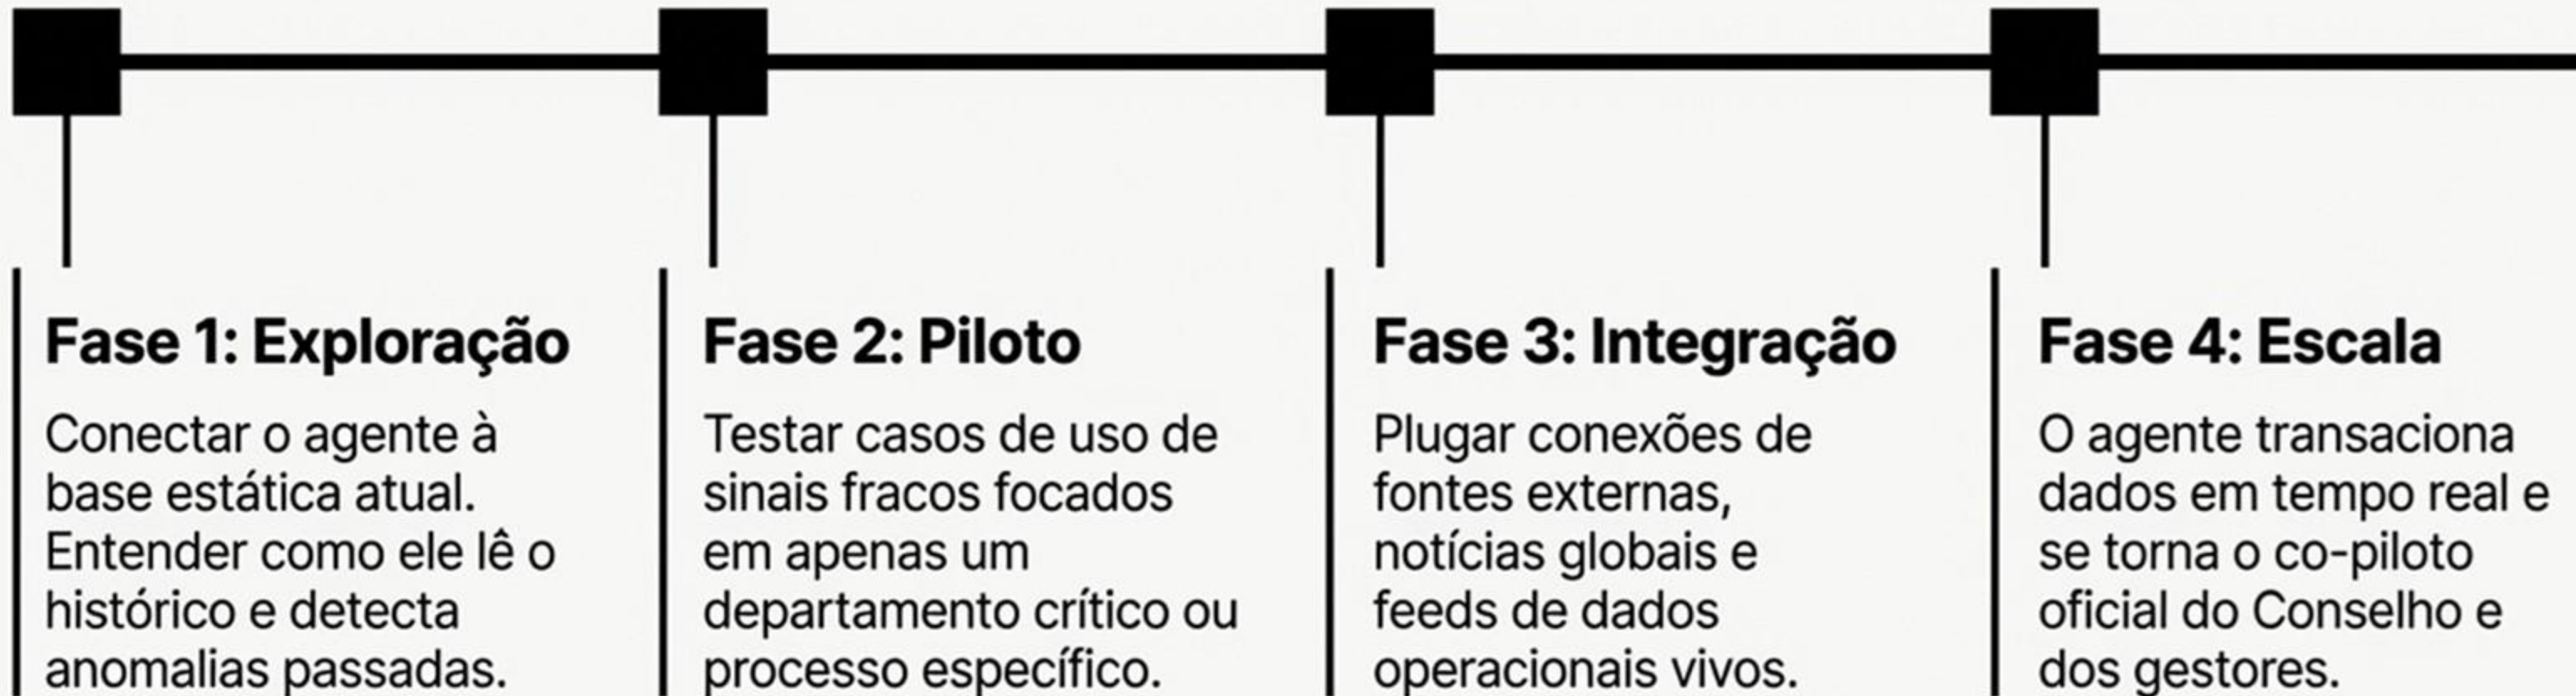 Fase 1: Exploração
Conectar o agente à
base estática atual.
Entender como ele lê o
histórico e detecta
anomalias passadas.
Fase 2: Piloto
Testar casos de uso de
sinais fracos focados
em apenas um
departamento crítico ou
processo específico.
Fase 3: Integração
Plugar conexões de
fontes externas,
notícias globais e
feeds de dados
operacionais vivos.
Fase 4: Escala
O agente transaciona
dados em tempo real e
se torna o co-piloto
oficial do Conselho e
dos gestores.